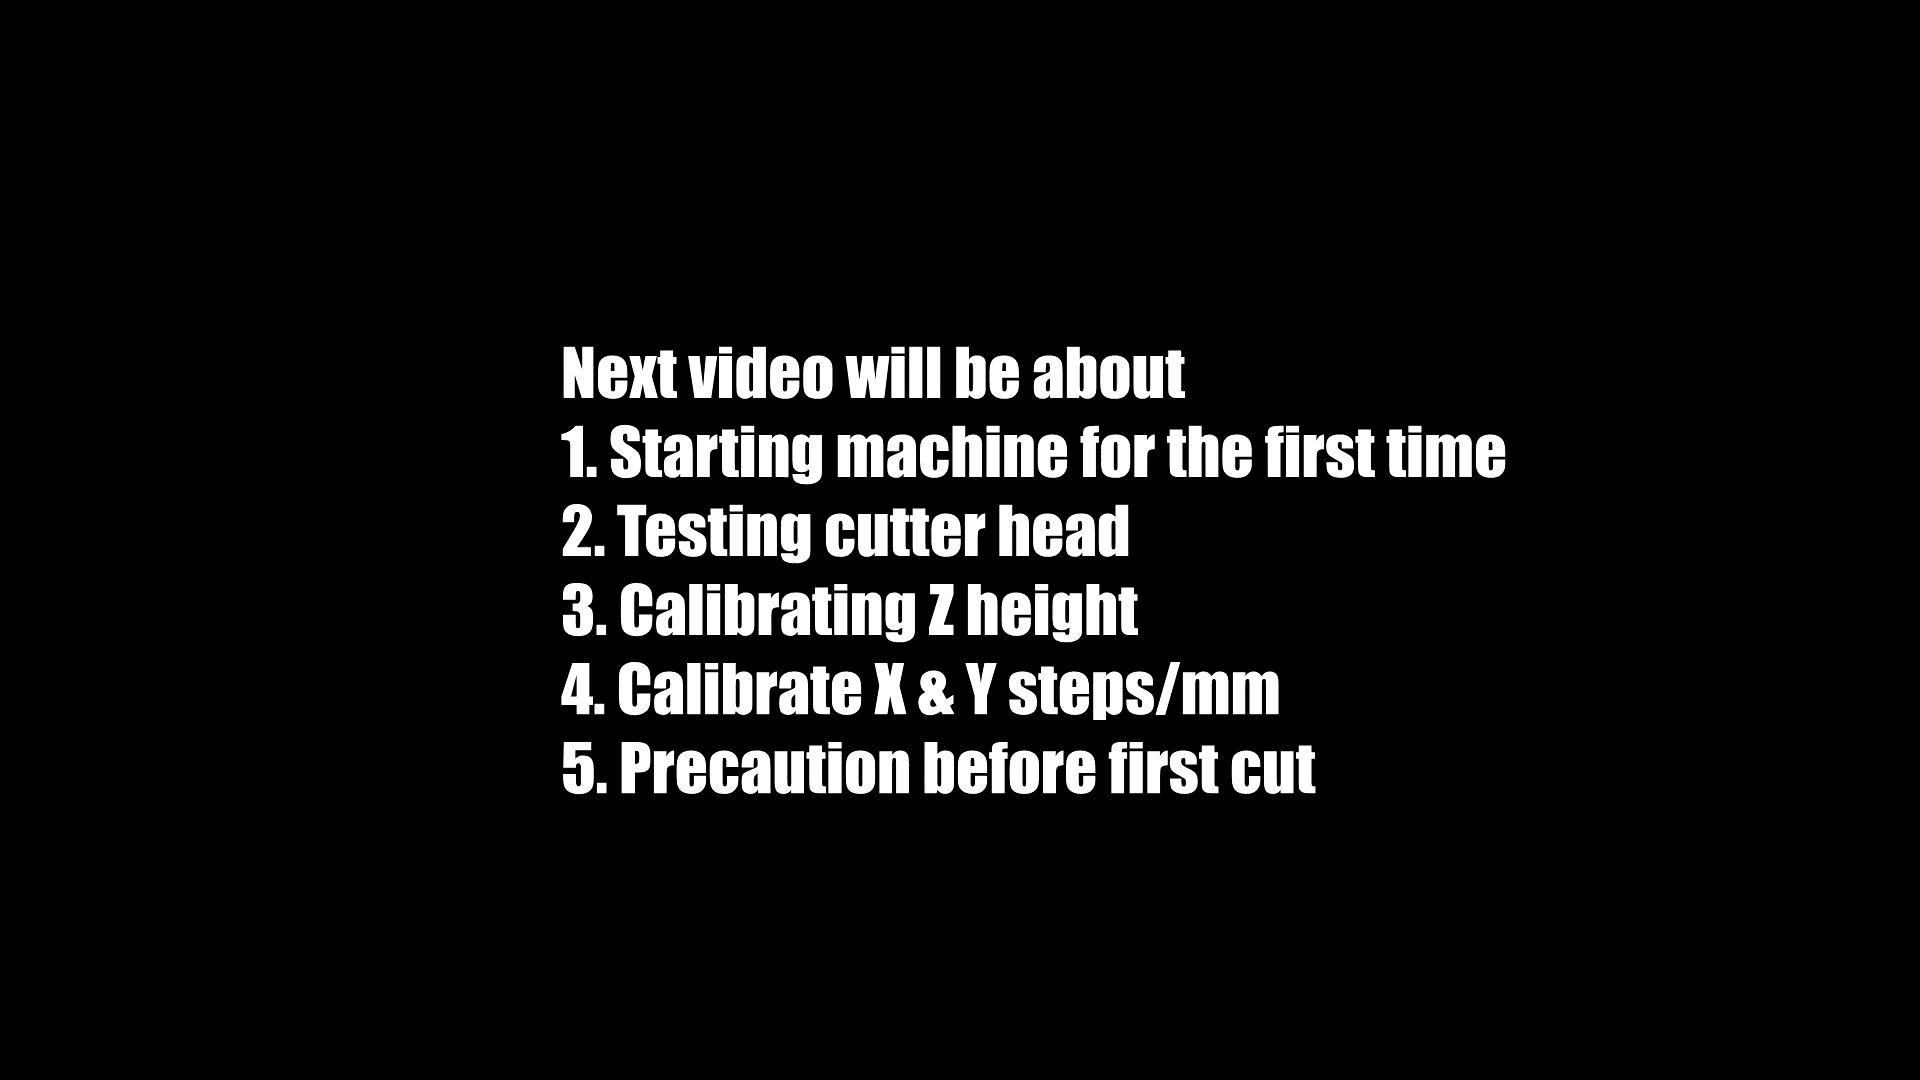 Next video will be about
1. Starting machine for the first time
2. Testing cutter head
3. Calibrating Z height
4. Calibrate X & Y steps/mm
5. Precaution before first cut